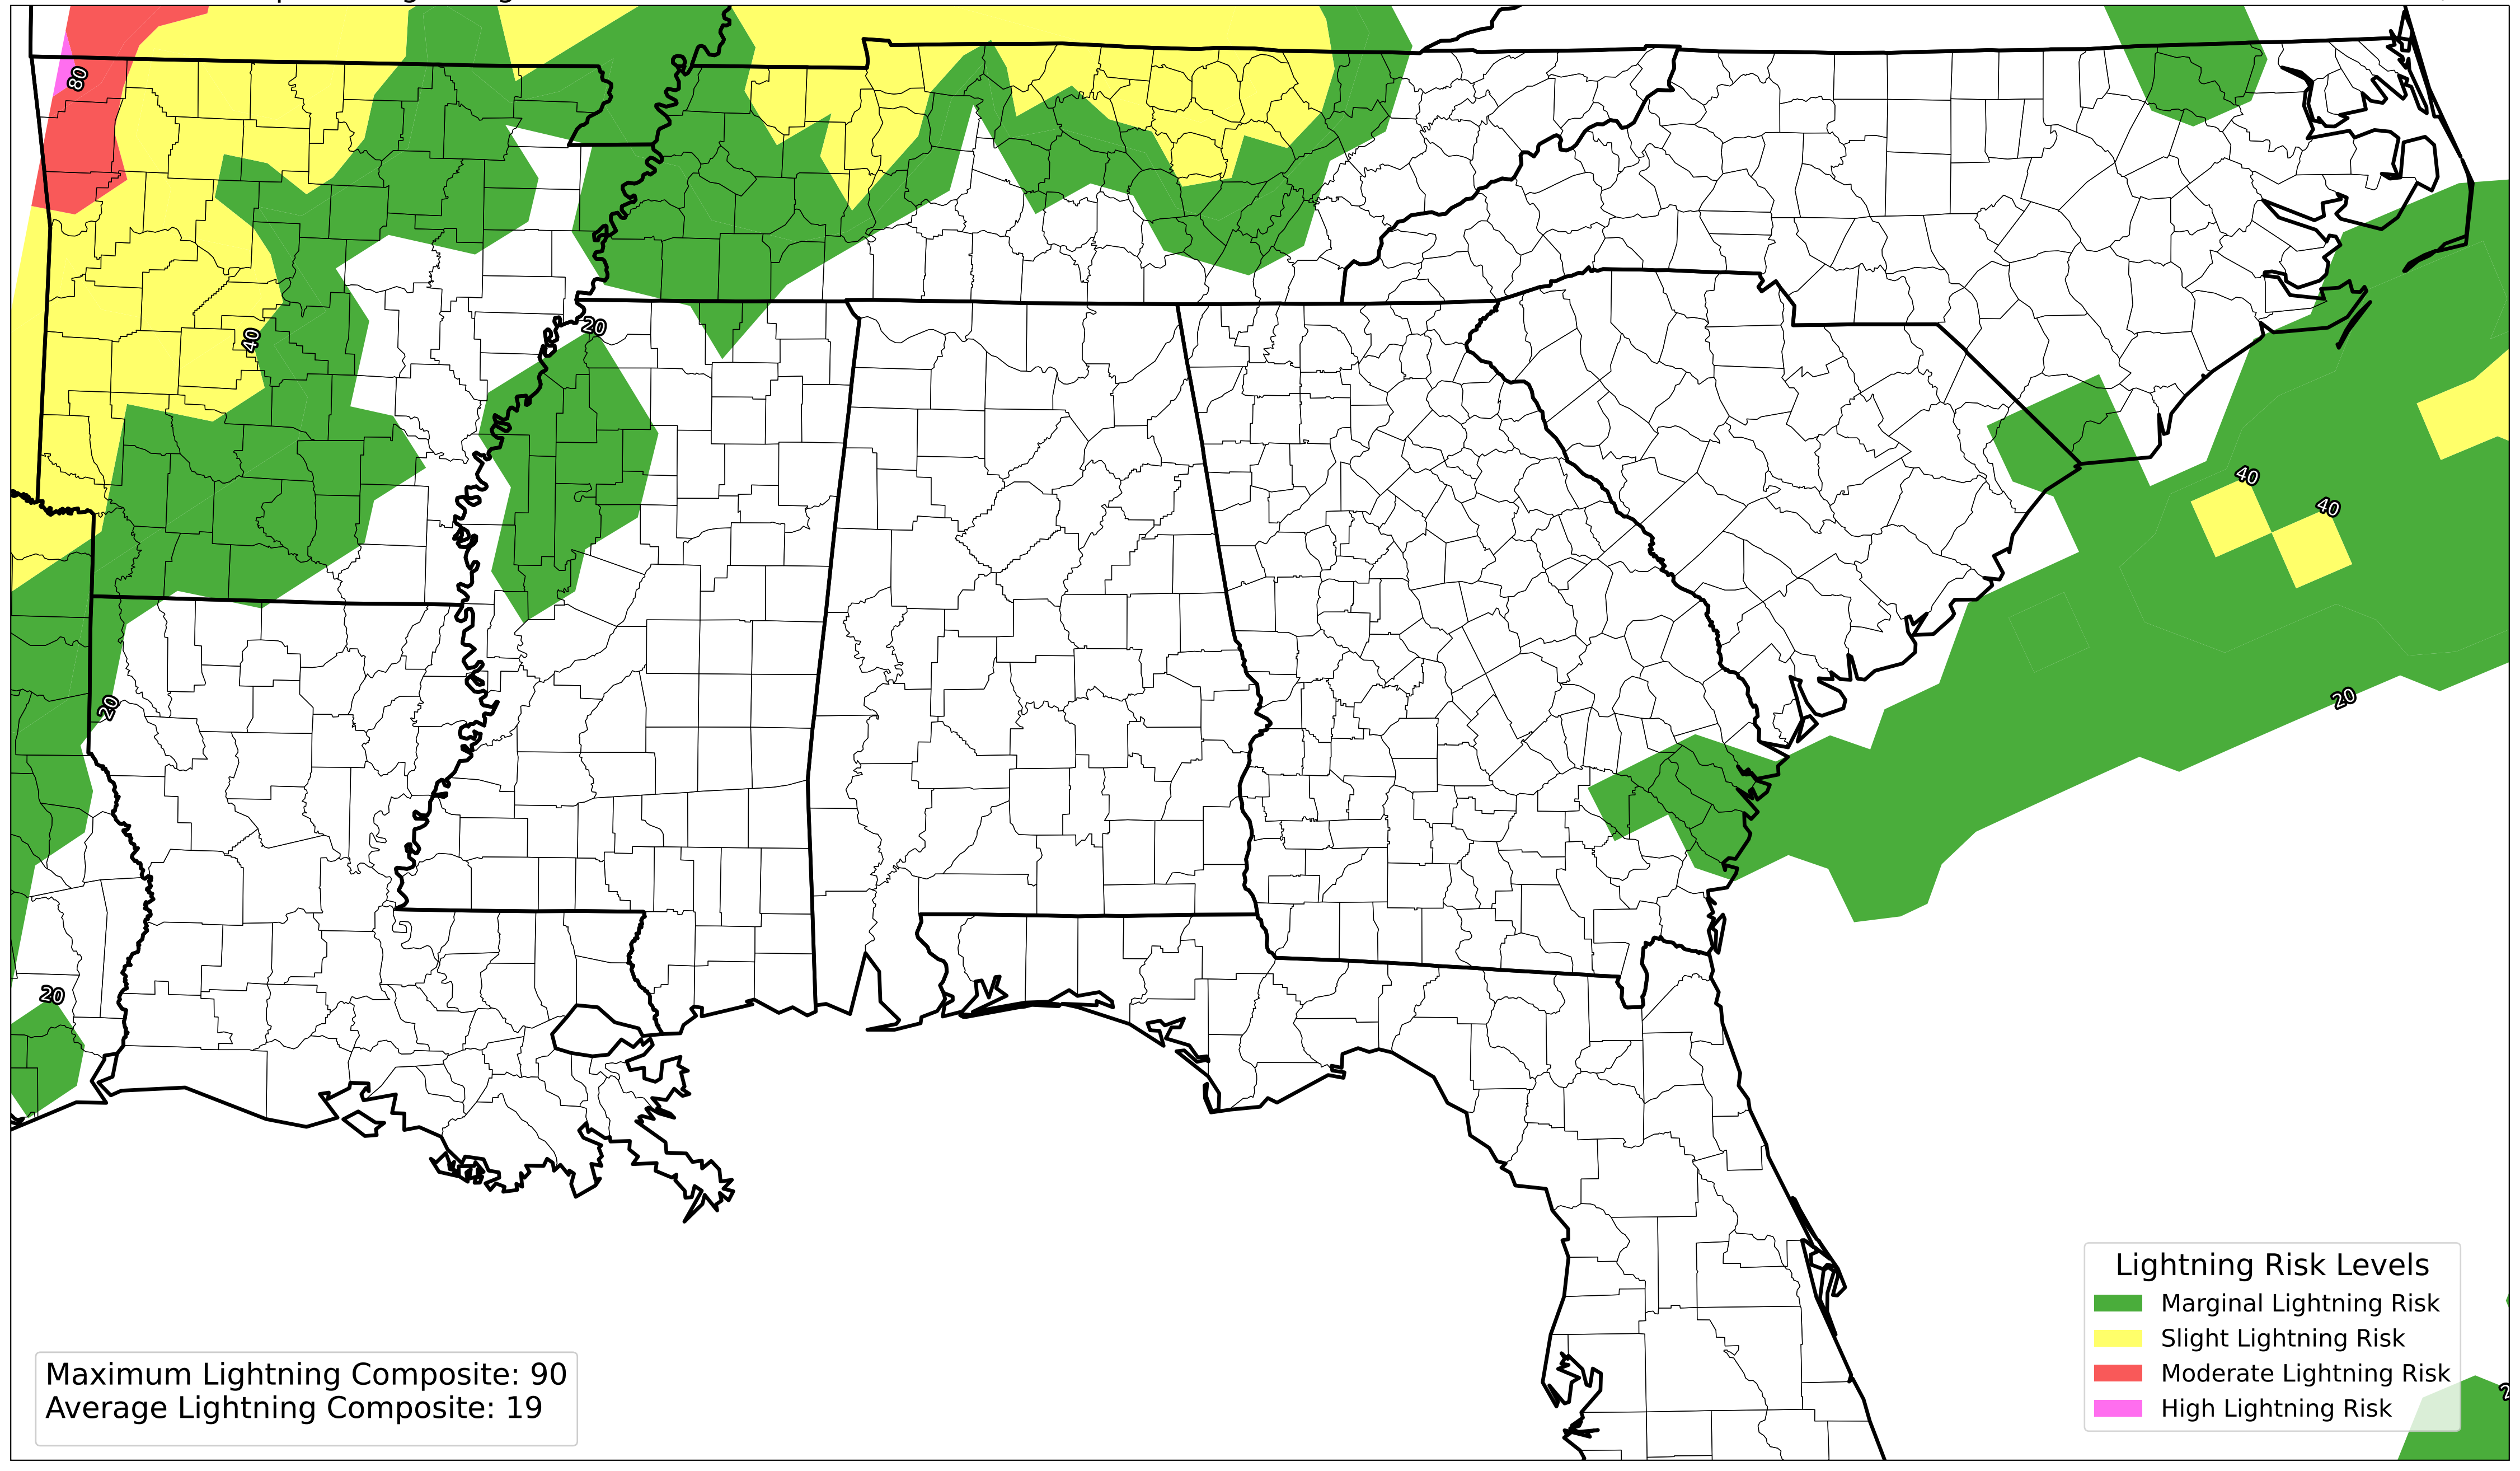 80
40
20
40
40
20
20
20
Lightning Risk Levels
Marginal Lightning Risk
Slight Lightning Risk
Moderate Lightning Risk
High Lightning Risk
Maximum Lightning Composite: 90
Average Lightning Composite: 19